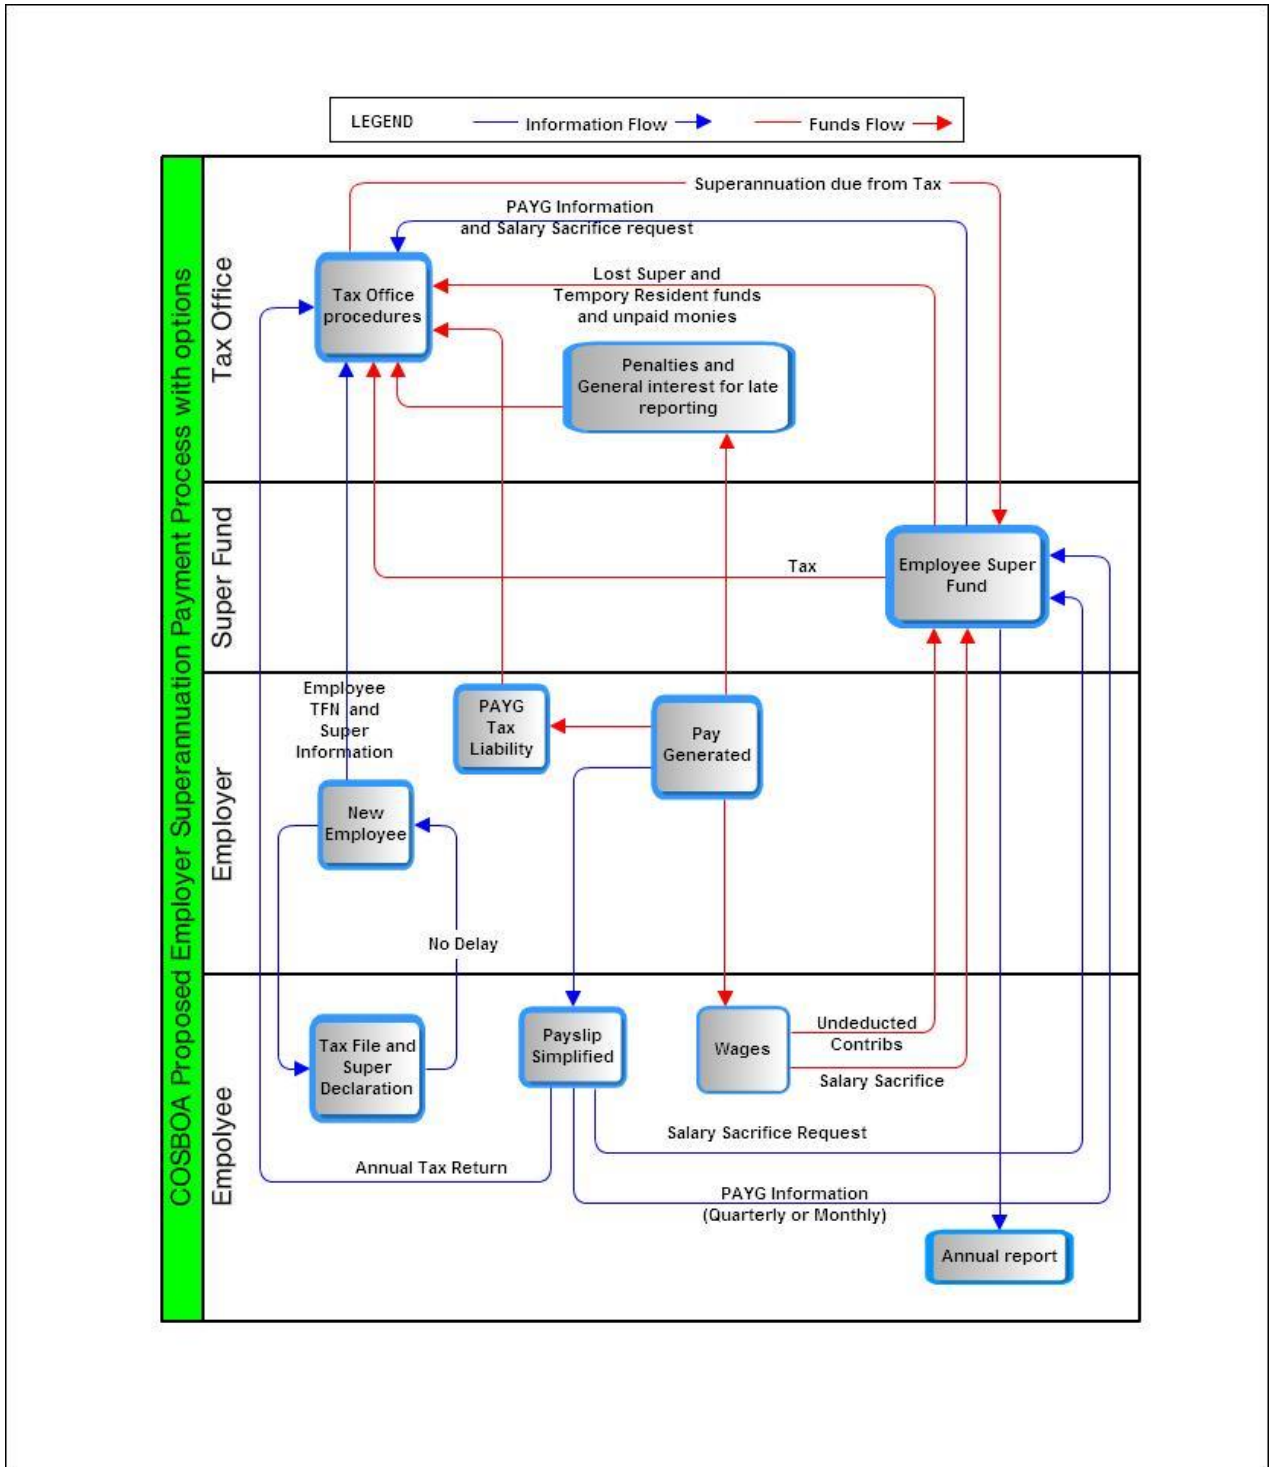 LEGEND
Information Flow
Funds Flow
COSBOA Proposed Employer Superannuation Payment Process with options
Tax Office
Superannuation due from Tax
PAYG Information
and Salary Sacrifice request
Tax Office
procedures
Lost Super and
Tempory Resident funds
and unpaid monies
Penalties and
General interest for late
reporting
Super Fund
Tax
Employee Super
Fund
Employer
Employee
TFN and
Super
Information
PAYG
Tax
Liability
Pay
Generated
New
Employee
No Delay
Empolyee
Tax File and
Super
Declaration
Payslip
Simplified
Wages
Undeducted
Contribs
Salary Sacrifice
Salary Sacrifice Request
Annual Tax Return
PAYG Information
(Quarterly or Monthly)
Annual report